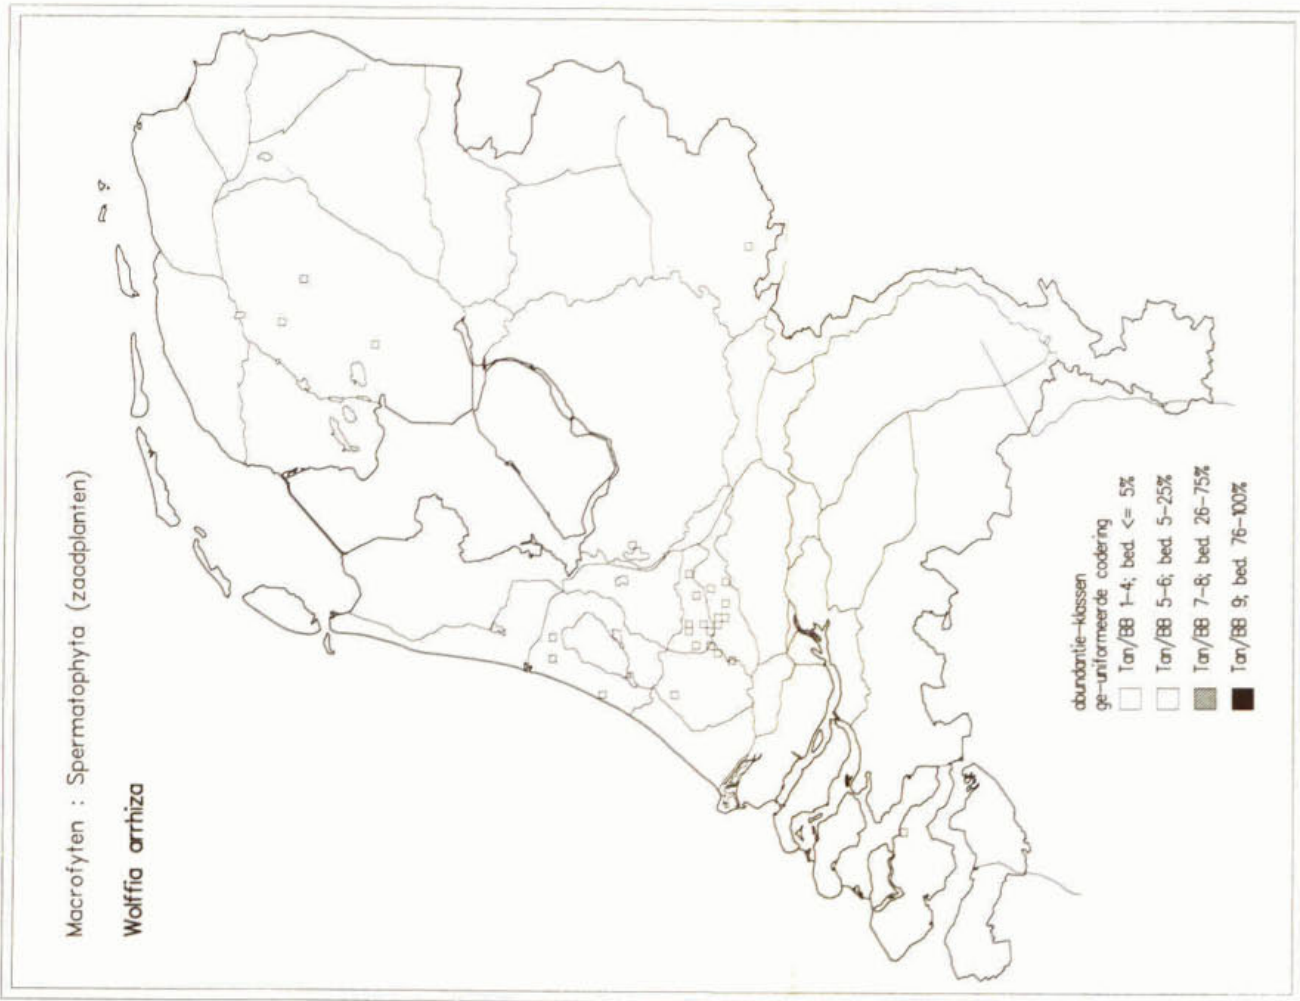 Macrofyten : Spermatophyta (zaadplanten)
Wolffia arrhiza
abundantie-klassen
ge-uniformeerde codering
Tan/BB 1-4; bed. <= 5%
Tan/BB 5-6; bed. 5-25%
Tan/BB 7-8; bed. 26-75%
Tan/BB 9; bed. 76-100%